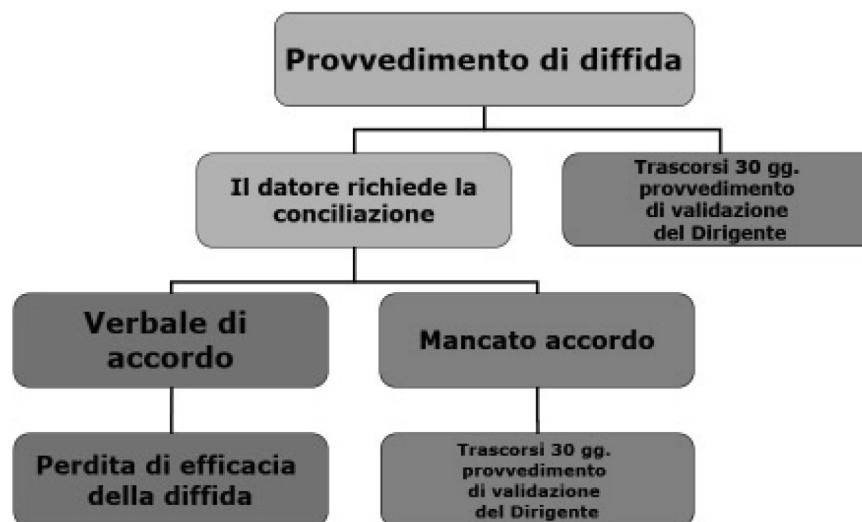 Provvedimento di diffida
Il datore richiede la
conciliazione
Trascorsi 30 gg.
provvedimento
di validazione
del Dirigente
Verbale di
accordo
Mancato accordo
Perdita di efficacia
della diffida
Trascorsi 30 gg.
provvedimento
di validazione
del Dirigente